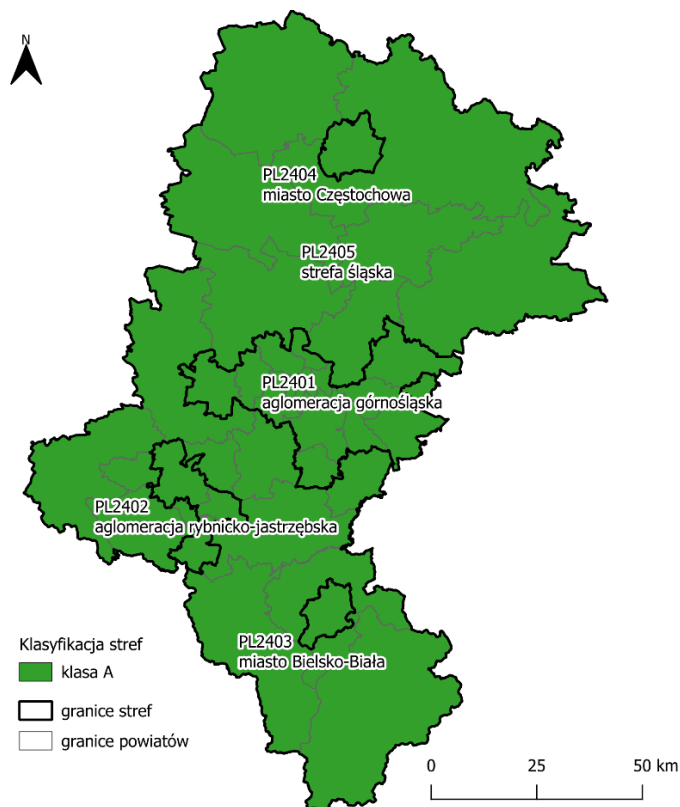 N
PL2404
miasto Częstochowa
PL2405
strefa śląska
PL2401
aglomeracja górnośląska
PL2402
aglomeracja rybnicko-jastrzębska
PL2403
miasto Bielsko-Biała
Klasyfikacja stref
klasa A
granice stref
granice powiatów
0 25 50 km